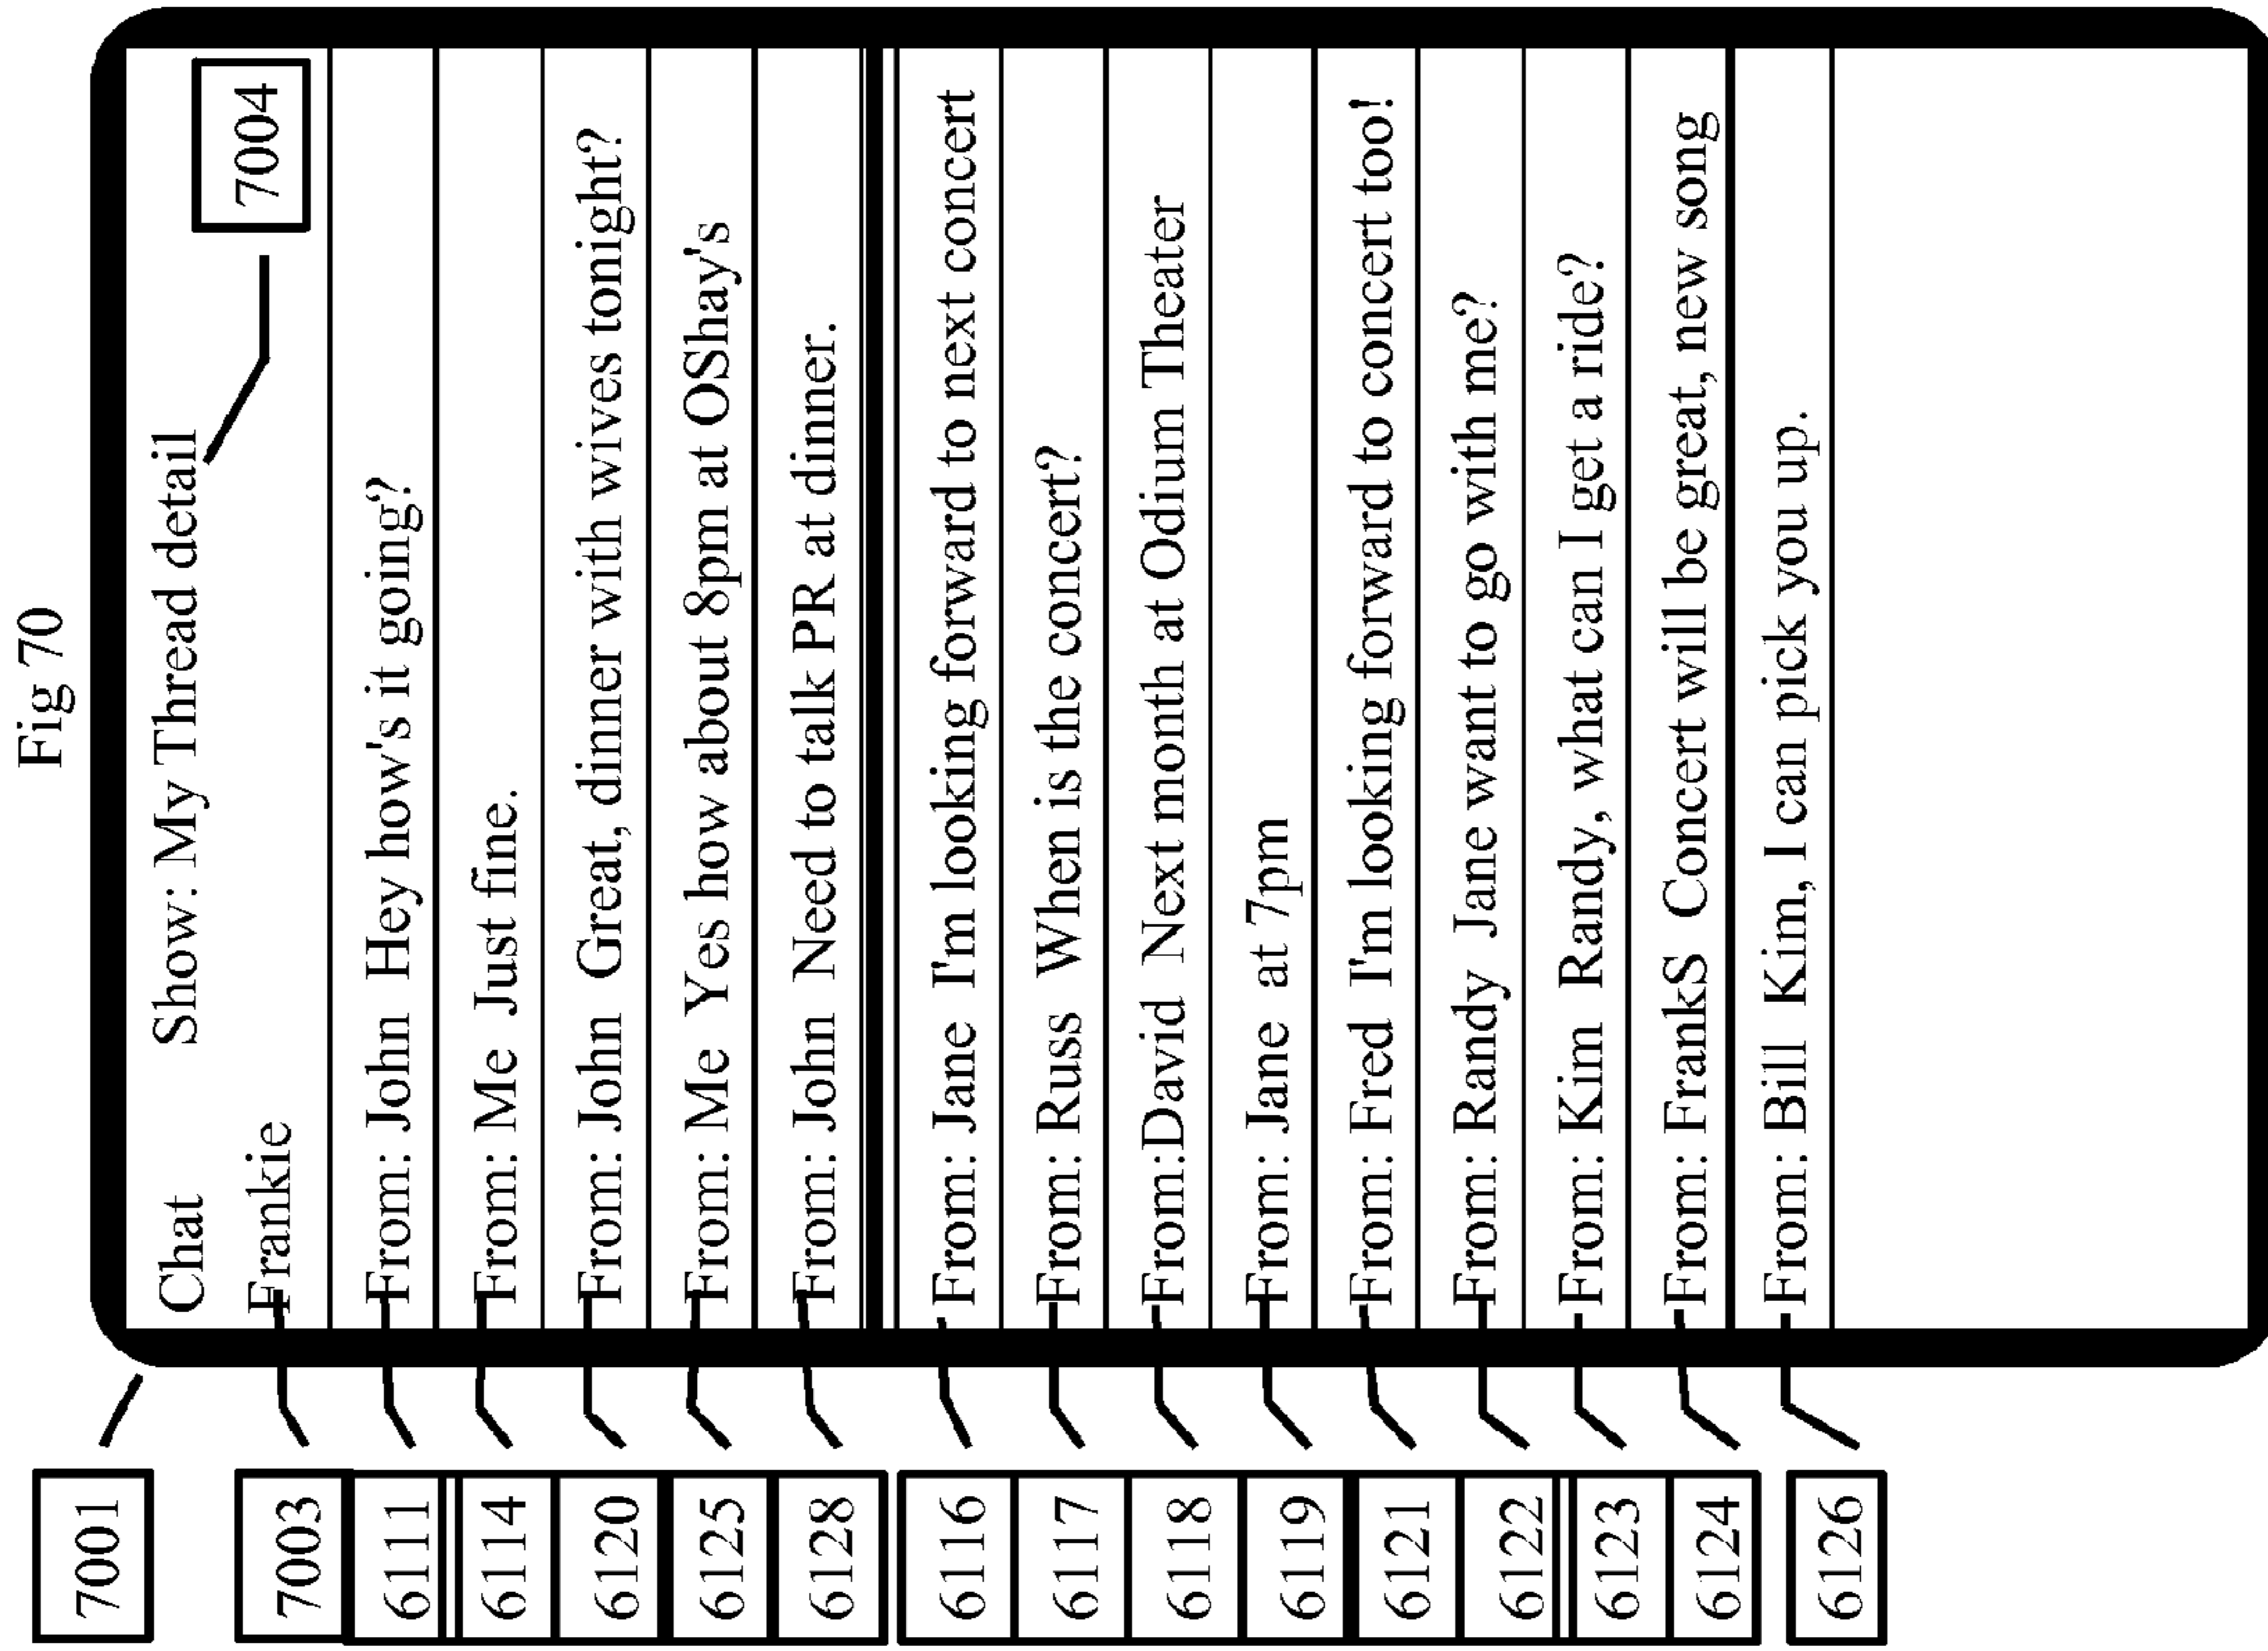 Fig 70
7001
Chat Show: My Thread detail
7004
7003 Frankie
6111 From: John Hey how's it going?
6114 From: Me Just fine.
6120 From: John Great, dinner with wives tonight?
6125 From: Me Yes how about 8pm at OShay's
6128 From: John Need to talk PR at dinner.
6116 From: Jane I'm looking forward to next concert
6117 From: Russ When is the concert?
6118 From:David Next month at Odium Theater
6119 From: Jane at 7pm
6121 From: Fred I'm looking forward to concert too!
6122 From: Randy Jane want to go with me?
6123 From: Kim Randy, what can I get a ride?
6124 From: FrankS Concert will be great, new song
6126 From: Bill Kim, I can pick you up.